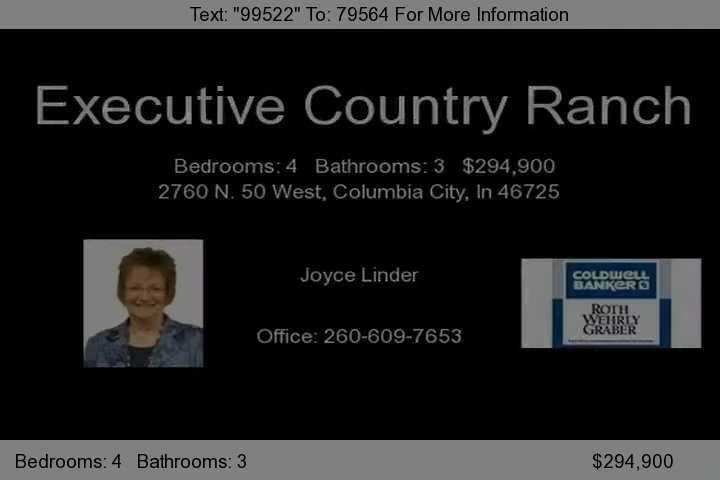 Text: "99522" To: 79564 For More Information
Executive Country Ranch
Bedrooms: 4 Bathrooms: 3 $294,900
2760 N. 50 West, Columbia City, In 46725
Joyce Linder
Office: 260-609-7653
COLDWELL
BANKER
ROTH
WEHRLY
GRABER
Bedrooms: 4 Bathrooms: 3 $294,900